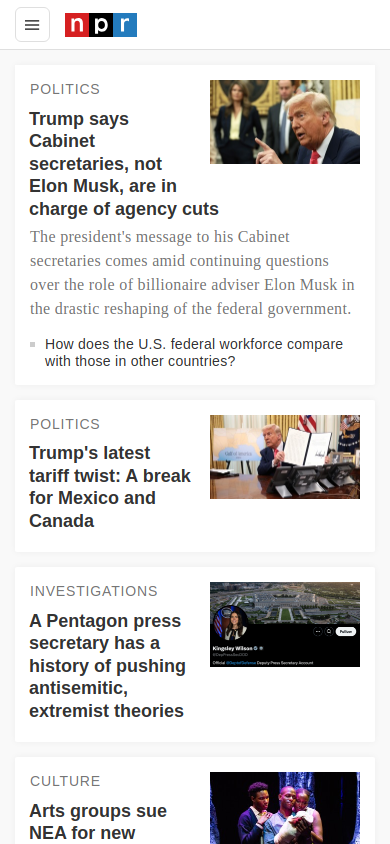 npr
POLITICS
Trump says
Cabinet
secretaries, not
Elon Musk, are in
charge of agency cuts
The president's message to his Cabinet
secretaries comes amid continuing questions
over the role of billionaire adviser Elon Musk in
the drastic reshaping of the federal government.
How does the U.S. federal workforce compare
with those in other countries?
POLITICS
Trump's latest
tariff twist: A break
for Mexico and
Canada
INVESTIGATIONS
A Pentagon press
secretary has a
history of pushing
antisemitic,
extremist theories
Kingsley Wilson
Follow
Deputy Press Secretary Account
CULTURE
Arts groups sue
NEA for new